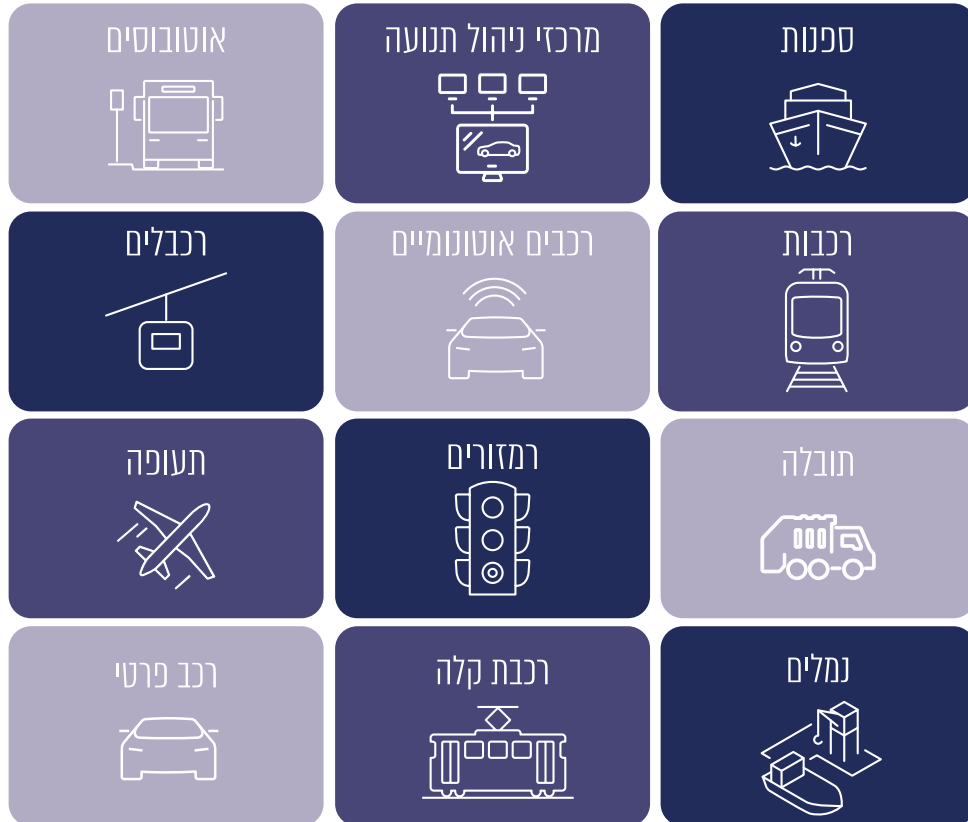 ספנות
מרכזי ניהול תנועה
אוטובוסים
רכבות
רכבים אוטונומיים
רכבלים
תובלה
רמזורים
תעופה
נמלים
רכבת קלה
רכב פרטי